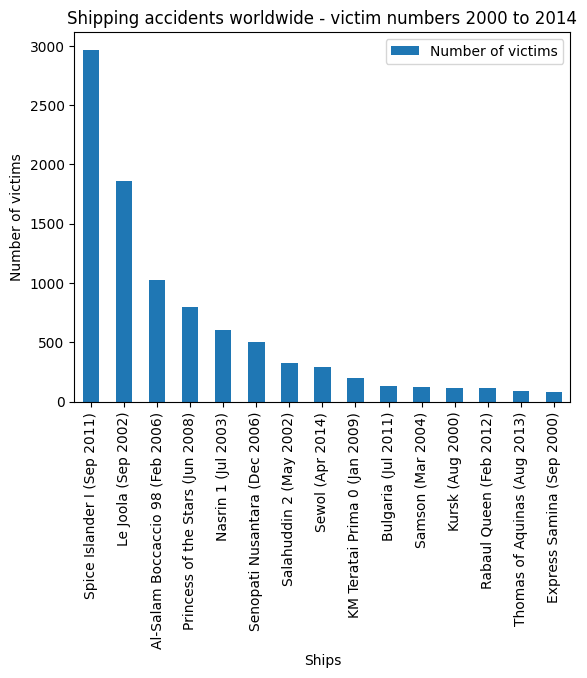 Shipping accidents worldwide - victim numbers 2000 to 2014
Number of victims
Number of victims
3000
2500
2000
1500
1000
500
0
Spice Islander I (Sep 2011)
Le Joola (Sep 2002)
Al-Salam Boccaccio 98 (Feb 2006)
Princess of the Stars (Jun 2008)
Nasrin 1 (Jul 2003)
Senopati Nusantara (Dec 2006)
Salahuddin 2 (May 2002)
Sewol (Apr 2014)
KM Teratai Prima 0 (Jan 2009)
Bulgaria (Jul 2011)
Samson (Mar 2004)
Kursk (Aug 2000)
Rabaul Queen (Feb 2012)
Thomas of Aquinas (Aug 2013)
Express Samina (Sep 2000)
Ships